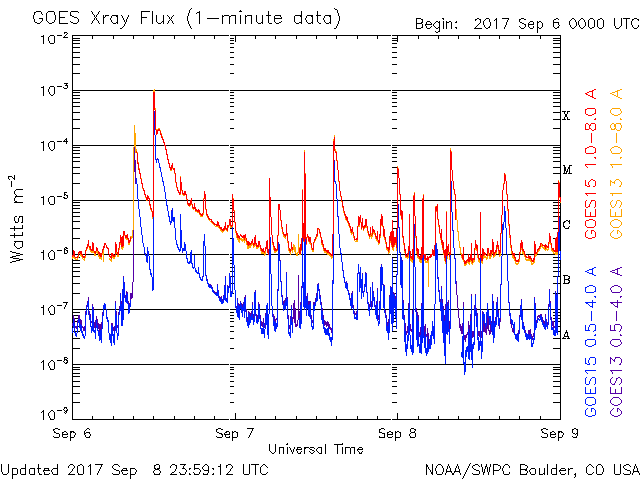 GOES Xray Flux (1-minute data)
Begin: 2017 Sep 6 0000 UTC
10-2
10-3
10-4
10-5
10-6
10-7
10-8
10-9
Watts m-2
X
M
C
B
A
GOES15 1.0-8.0 A
GOES13 1.0-8.0 A
GOES15 0.5-4.0 A
GOES13 0.5-4.0 A
Sep 6
Sep 7
Sep 8
Sep 9
Universal Time
Updated 2017 Sep 8 23:59:12 UTC
NOAA/SWPC Boulder, CO USA